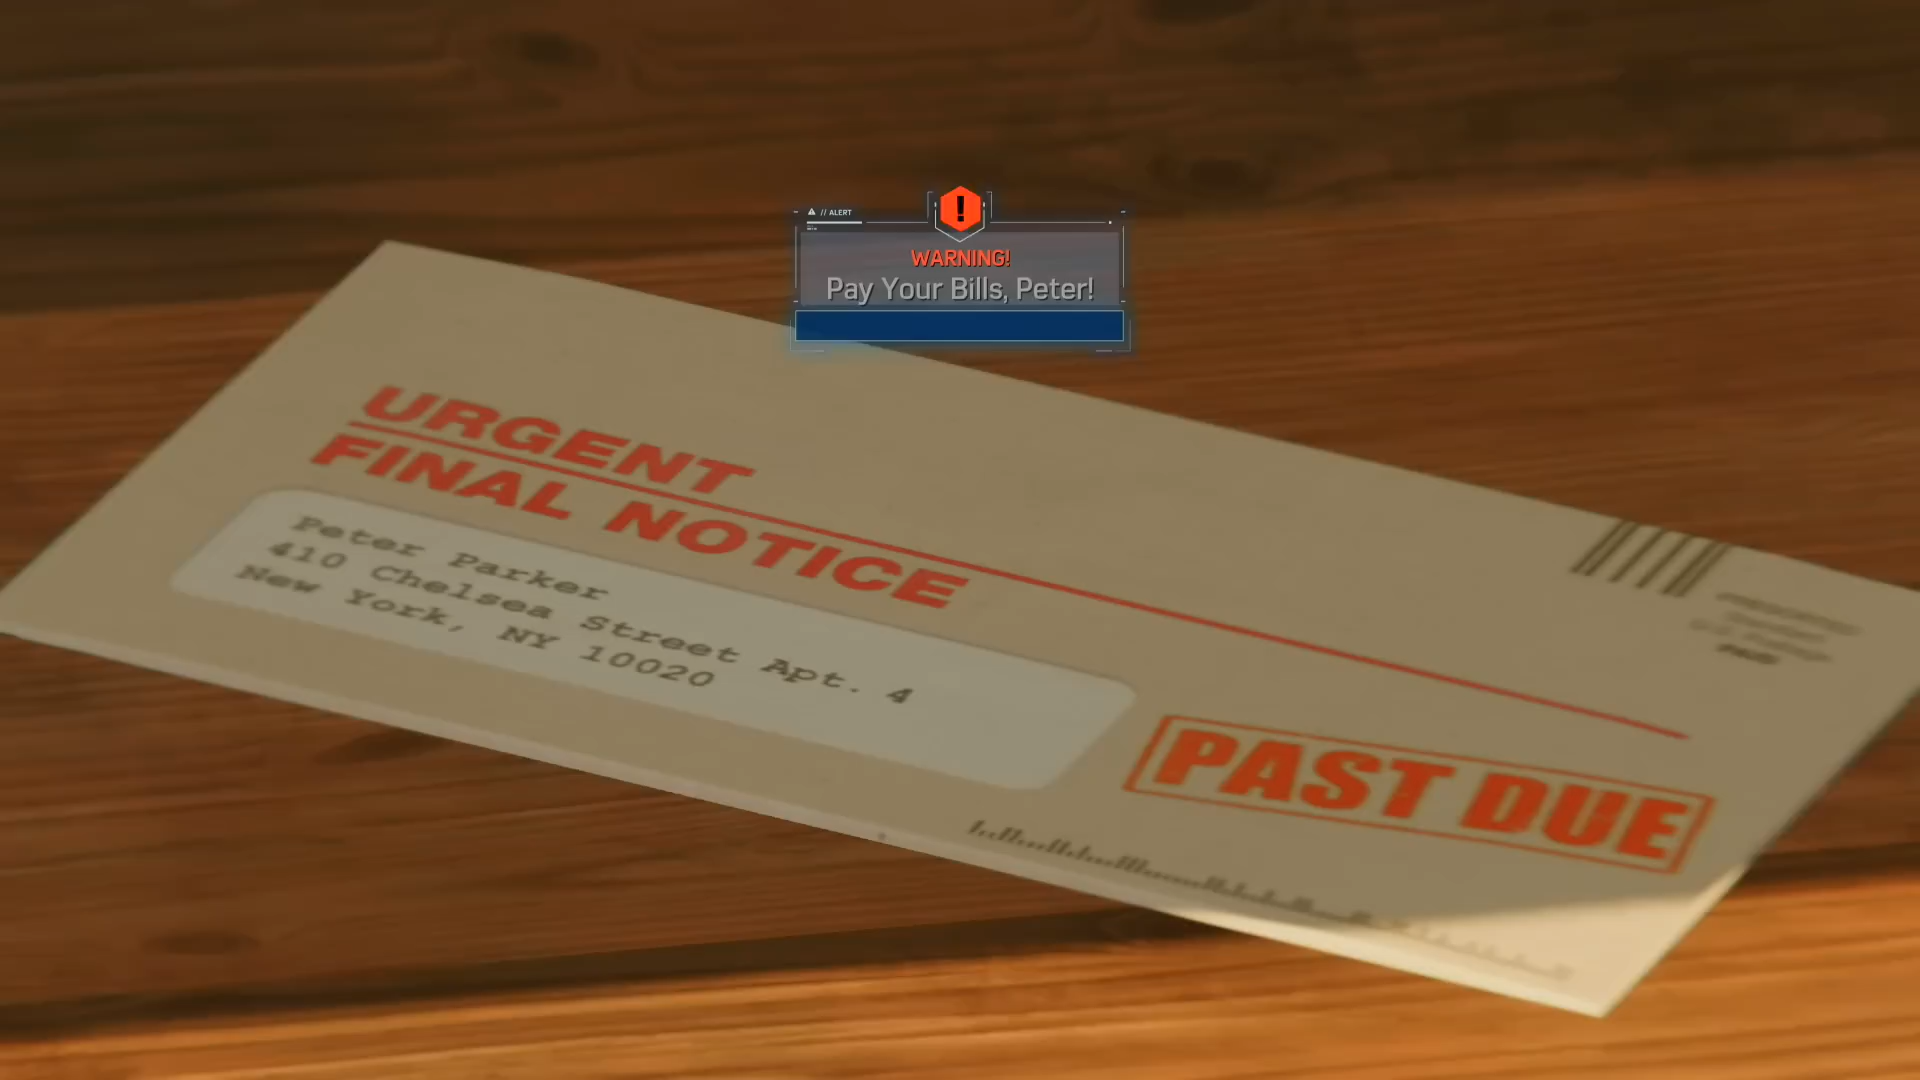 // ALERT
!
WARNING!
Pay Your Bills, Peter!
URGENT
FINAL NOTICE
Peter Parker
410 Chelsea Street Apt. 4
New York, NY 10020
PAID
PAST DUE